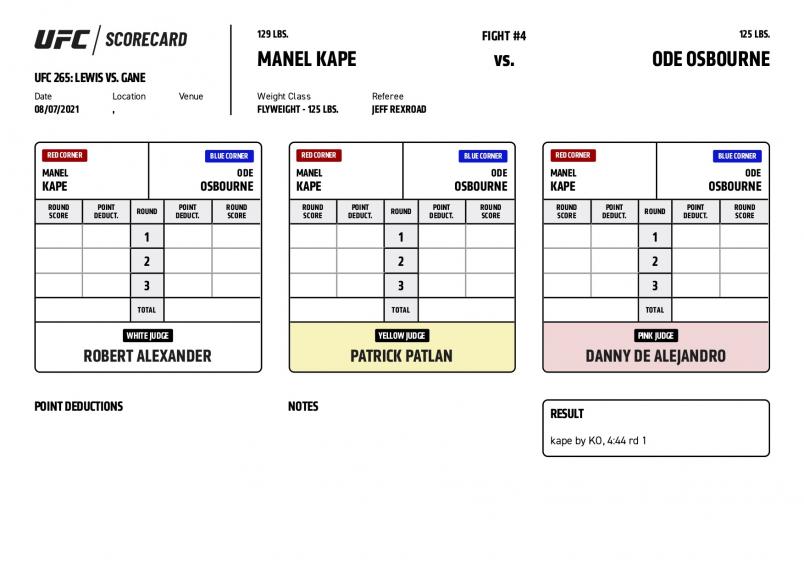 UFC / SCORECARD
UFC 265: LEWIS VS. GANE
Date Location Venue
08/07/2021 ,
129 LBS. FIGHT #4 125 LBS.
MANEL KAPE VS. ODE OSBOURNE
Weight Class Referee
FLYWEIGHT - 125 LBS. JEFF REXROAD
RED CORNER BLUE CORNER
MANEL ODE
KAPE OSBOURNE
ROUND SCORE POINT DEDUCT. ROUND POINT DEDUCT. ROUND SCORE
1
2
3
TOTAL
WHITE JUDGE
ROBERT ALEXANDER
RED CORNER BLUE CORNER
MANEL ODE
KAPE OSBOURNE
ROUND SCORE POINT DEDUCT. ROUND POINT DEDUCT. ROUND SCORE
1
2
3
TOTAL
YELLOW JUDGE
PATRICK PATLAN
RED CORNER BLUE CORNER
MANEL ODE
KAPE OSBOURNE
ROUND SCORE POINT DEDUCT. ROUND POINT DEDUCT. ROUND SCORE
1
2
3
TOTAL
PINK JUDGE
DANNY DE ALEJANDRO
POINT DEDUCTIONS
NOTES
RESULT
kape by KO, 4:44 rd 1